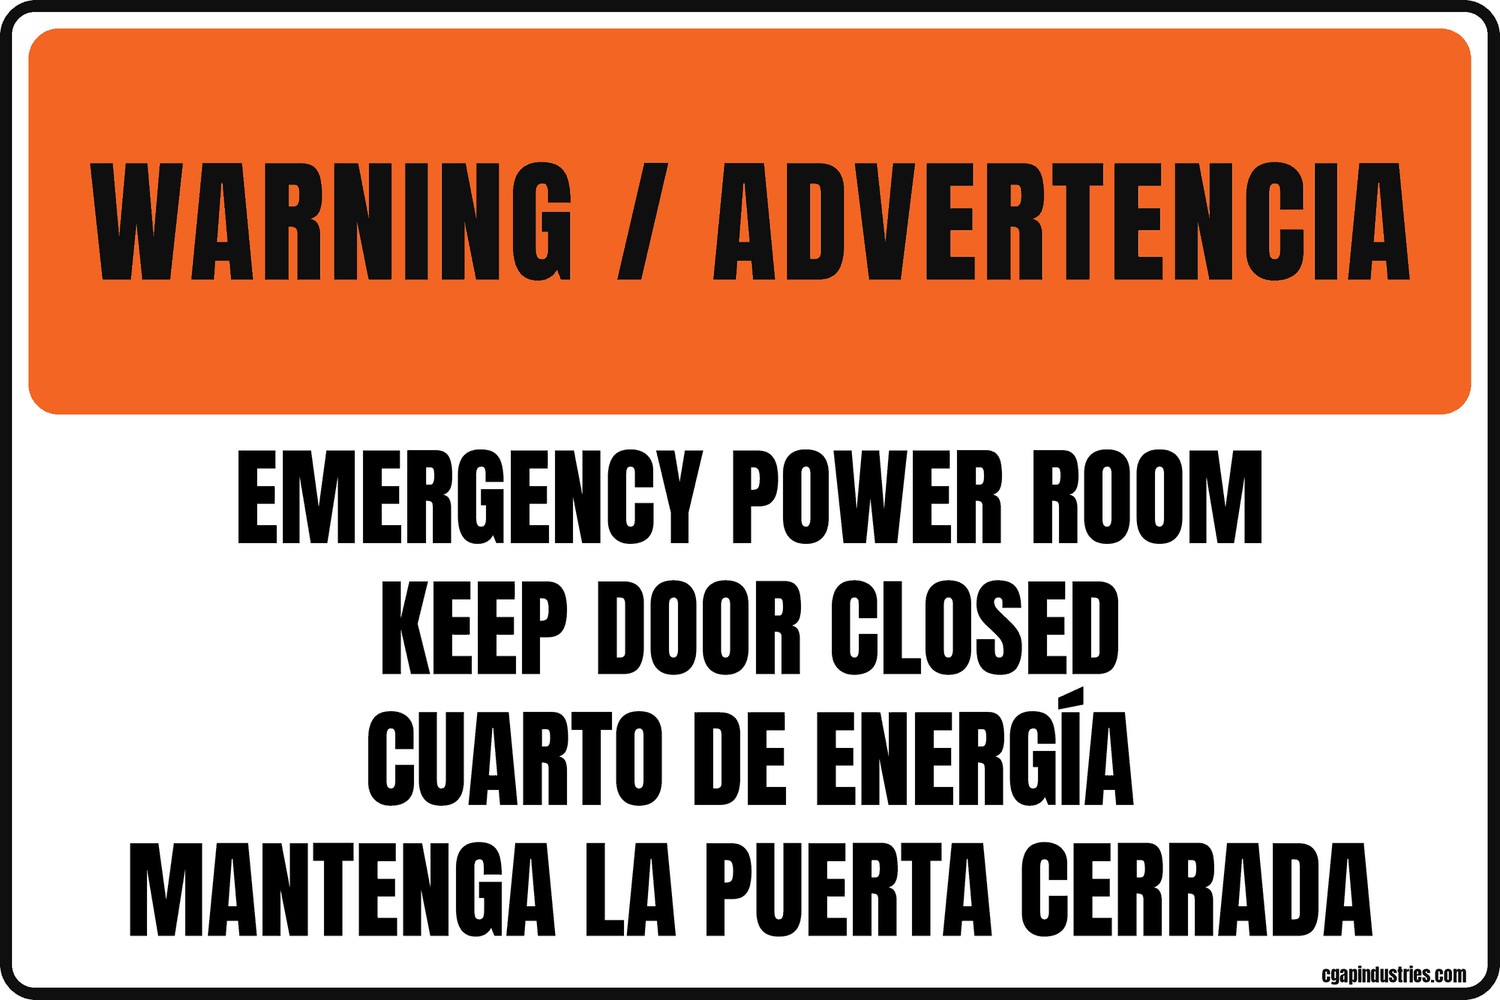 WARNING / ADVERTENCIA
EMERGENCY POWER ROOM
KEEP DOOR CLOSED
CUARTO DE ENERGÍA
MANTENGA LA PUERTA CERRADA
cgapindustries.com